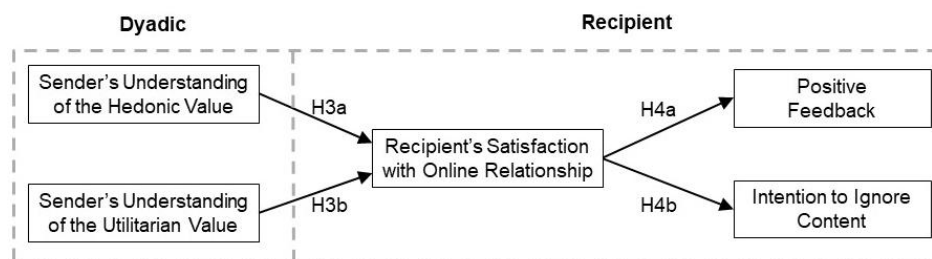 Dyadic
Recipient
Sender's Understanding
of the Hedonic Value
H3a
Recipient's Satisfaction
with Online Relationship
H4a
Positive
Feedback
Sender's Understanding
of the Utilitarian Value
H3b
H4b
Intention to Ignore
Content